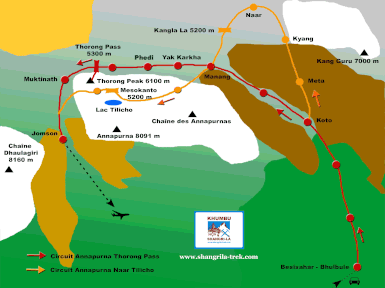 Naar
Kangla La 5200 m
Kyang
Thorong Pass
5300 m
Phedi
Yak Karkha
Kang Guru 7000 m
Muktinath
Manang
Thorong Peak 6100 m
Meta
Mesokanto
5200 m
Lac Tilicho
Chaine des Annapurnas
Koto
Jomson
Annapurna 8091 m
Chaine
Dhaulagiri
8160 m
KHUMBU
SHANGRILA
www.shangrila-trek.com
Circuit Annapurna Thorong Pass
Circuit Annapurna Naar Tilicho
Besisahar - Bhulbule